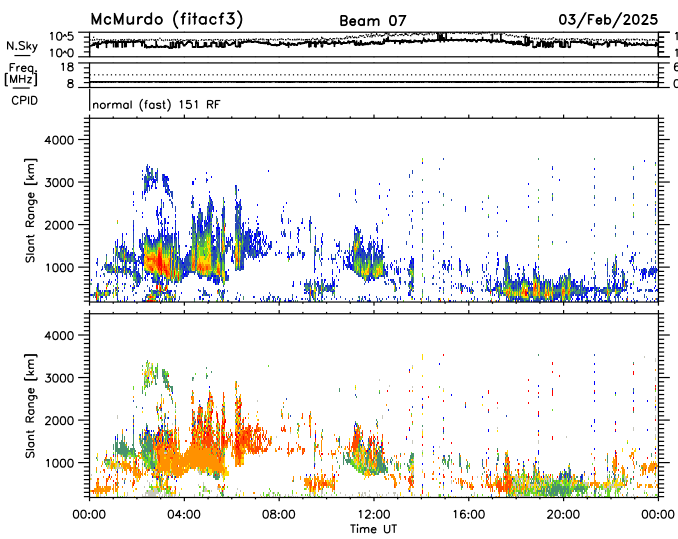 McMurdo (fitacf3) Beam 07 03/Feb/2025
N.Sky 10+5 10+0 1 1
Freq. [MHz] 18 8 6 0
CPID normal (fast) 151 RF
Slant Range [km] 4000 3000 2000 1000
Slant Range [km] 4000 3000 2000 1000
00:00 04:00 08:00 12:00 16:00 20:00 00:00
Time UT